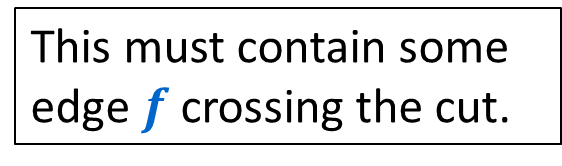 This must contain some
edge f crossing the cut.